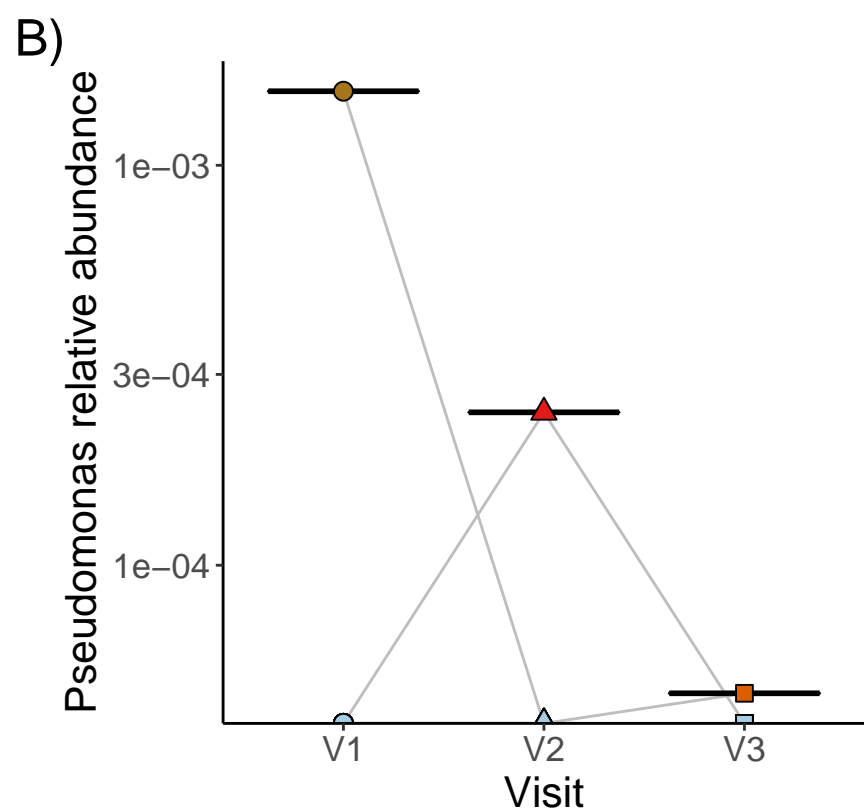 B)
Pseudomonas relative abundance
1e−03
3e−04
1e−04
V1 V2 V3
Visit